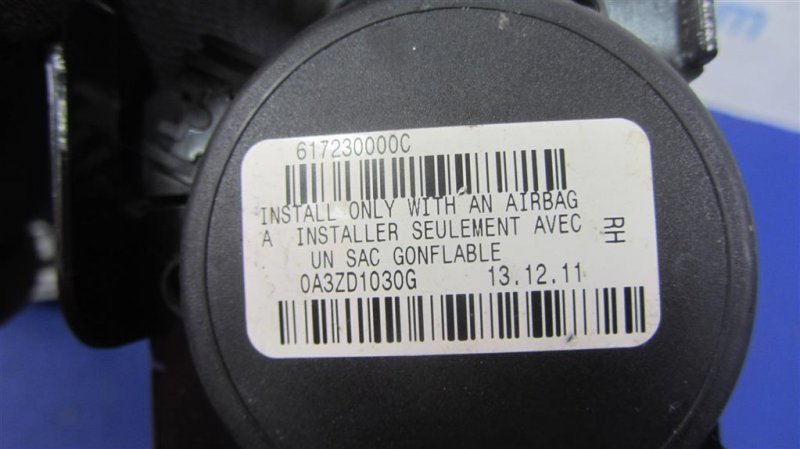 617230000C
INSTALL ONLY WITH AN AIRBAG
A INSTALLER SEULEMENT AVEC
UN SAC GONFLABLE
0A3ZD1030G 13.12.11
RH